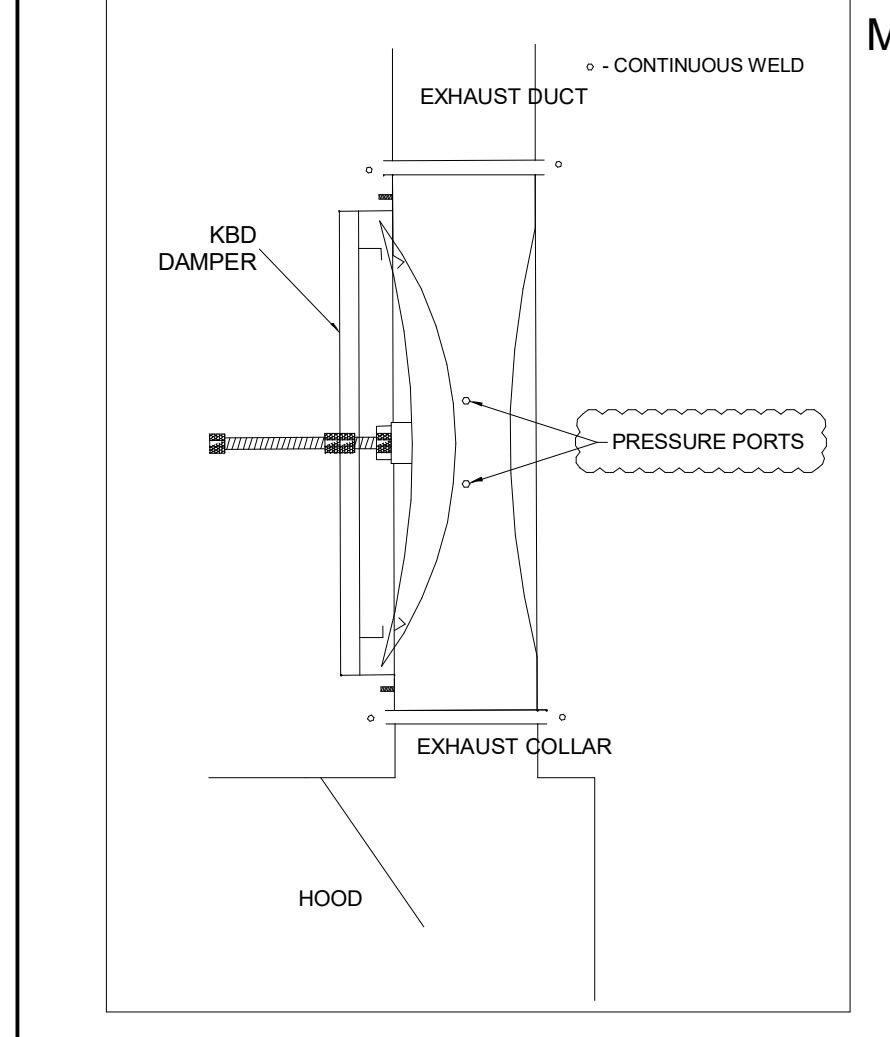 M
- CONTINUOUS WELD
EXHAUST DUCT
KBD
DAMPER
PRESSURE PORTS
EXHAUST COLLAR
HOOD